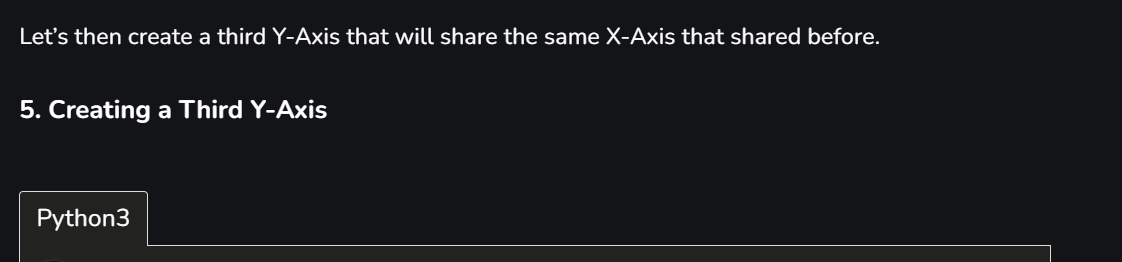 Let’s then create a third Y-Axis that will share the same X-Axis that shared before.
5. Creating a Third Y-Axis
Python3